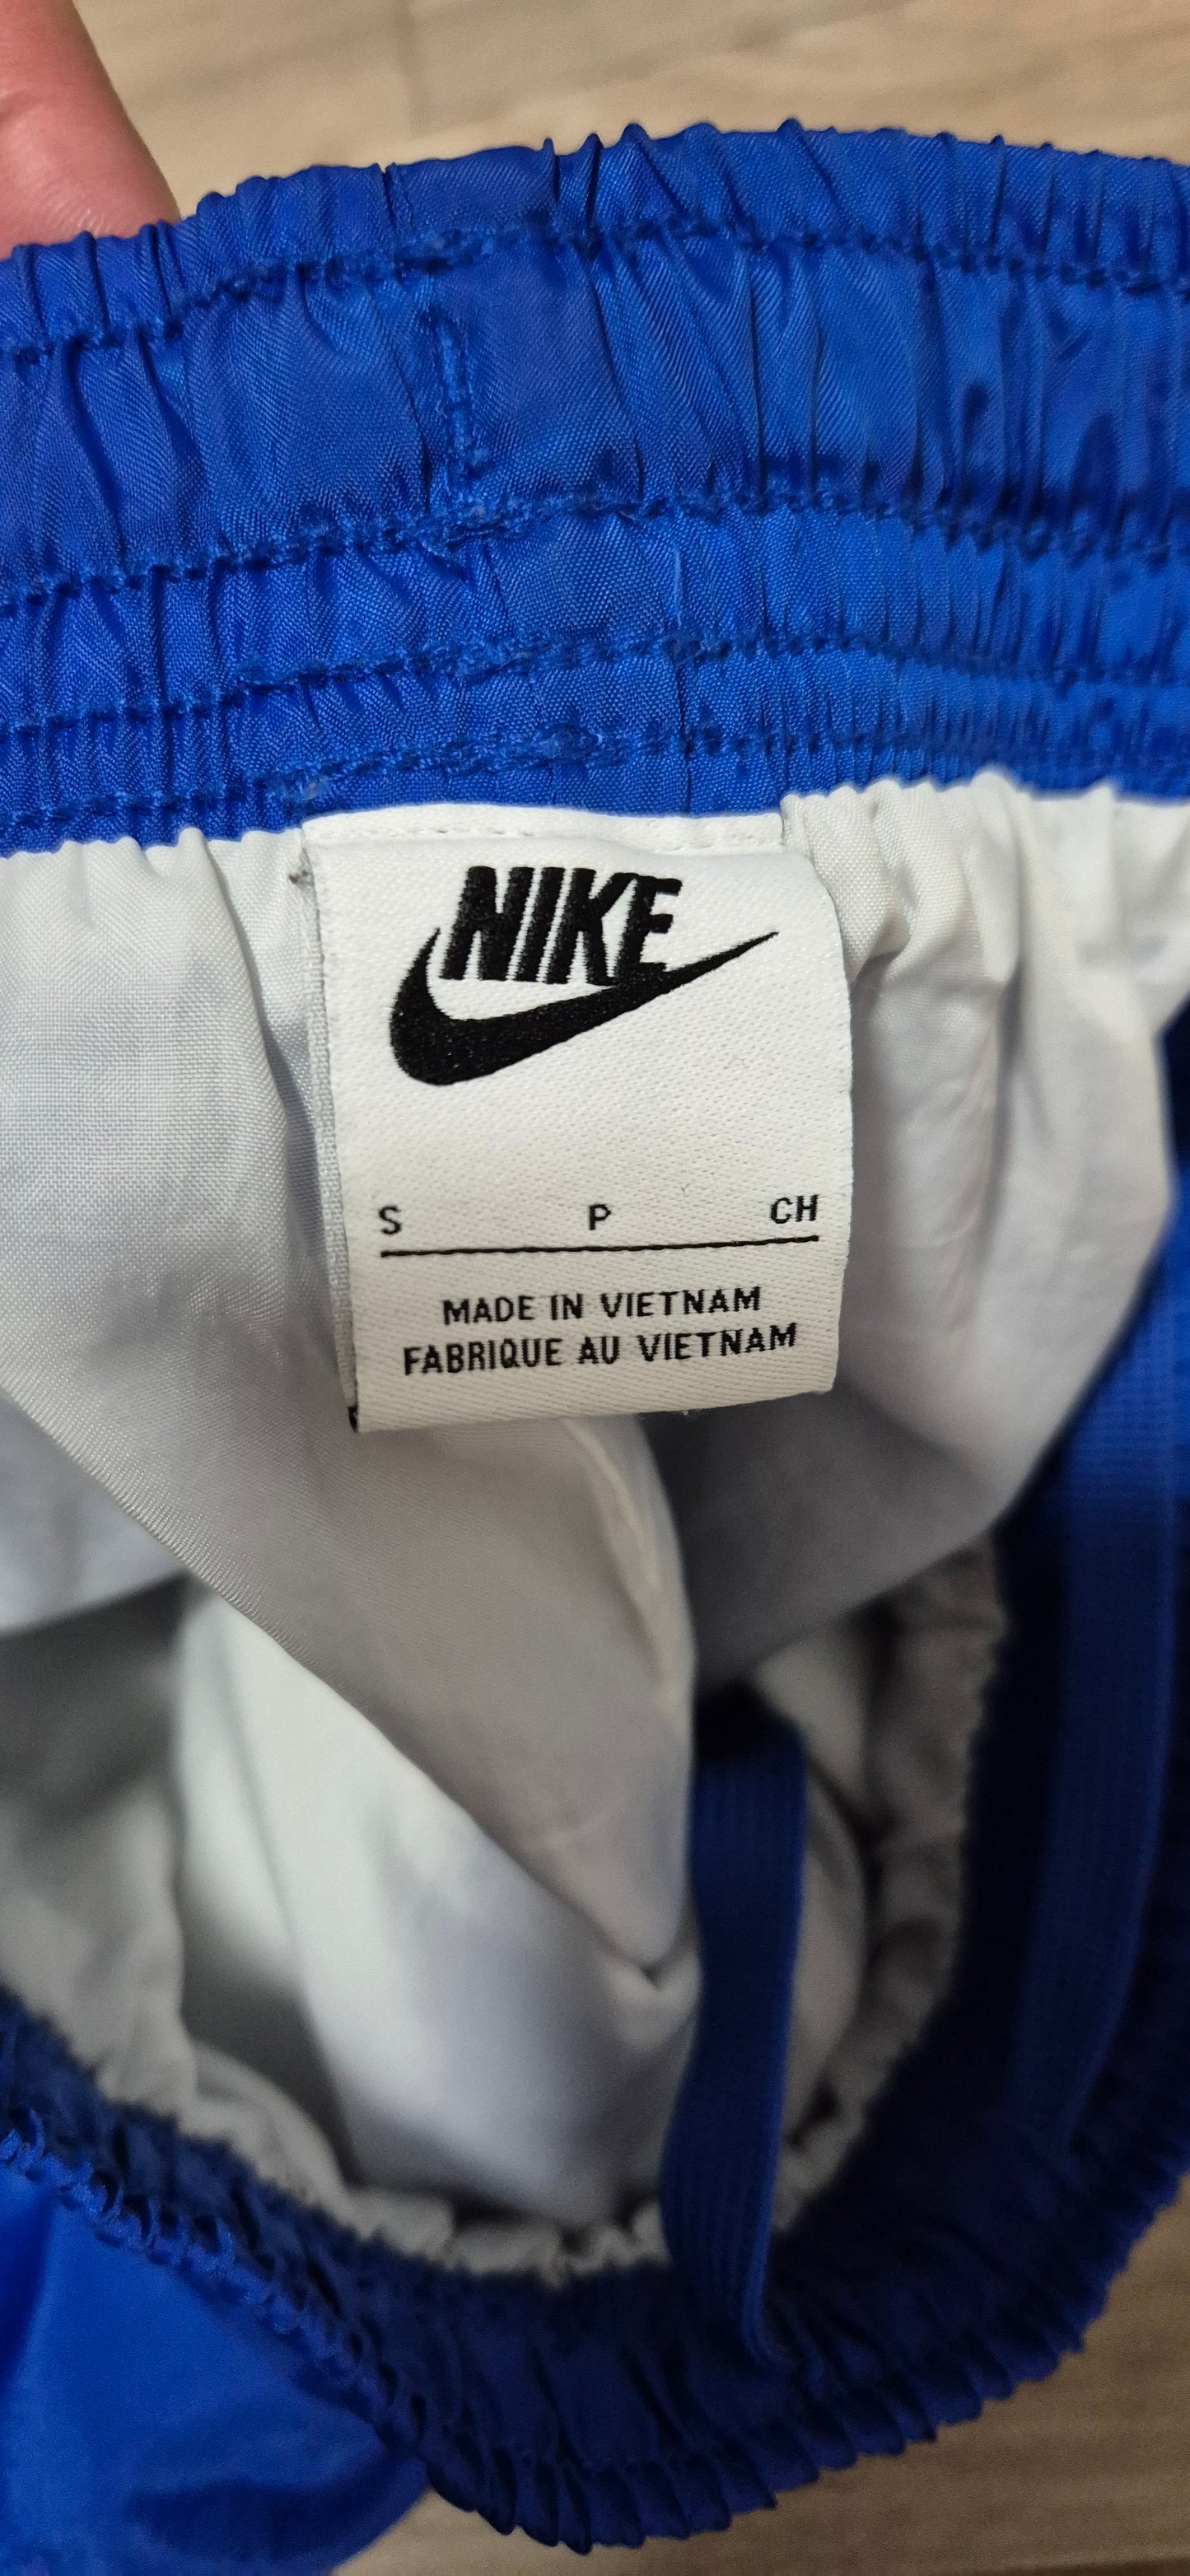 NIKE
S P CH
MADE IN VIETNAM
FABRIQUE AU VIETNAM